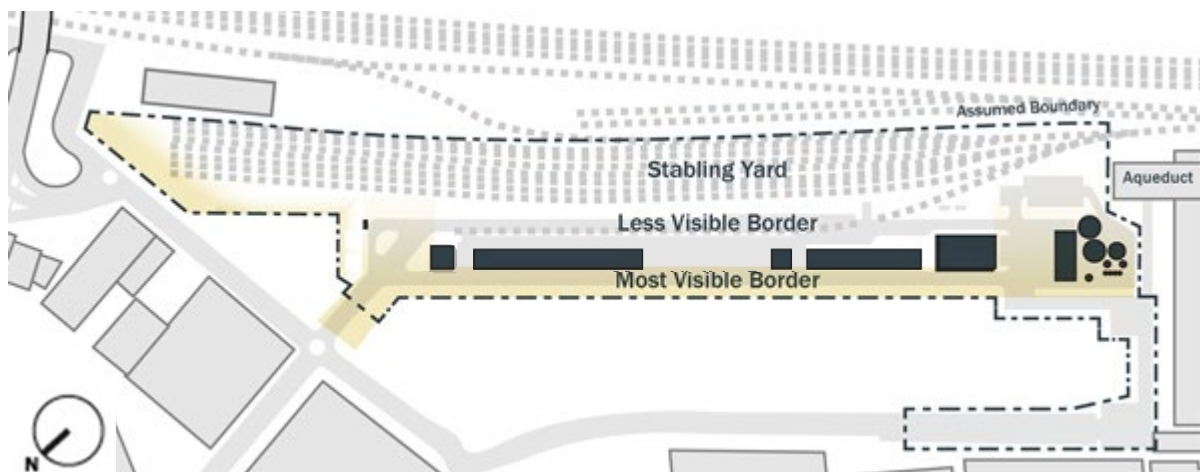 Assumed Boundary
Stabling Yard
Aqueduct
Less Visible Border
Most Visible Border
N